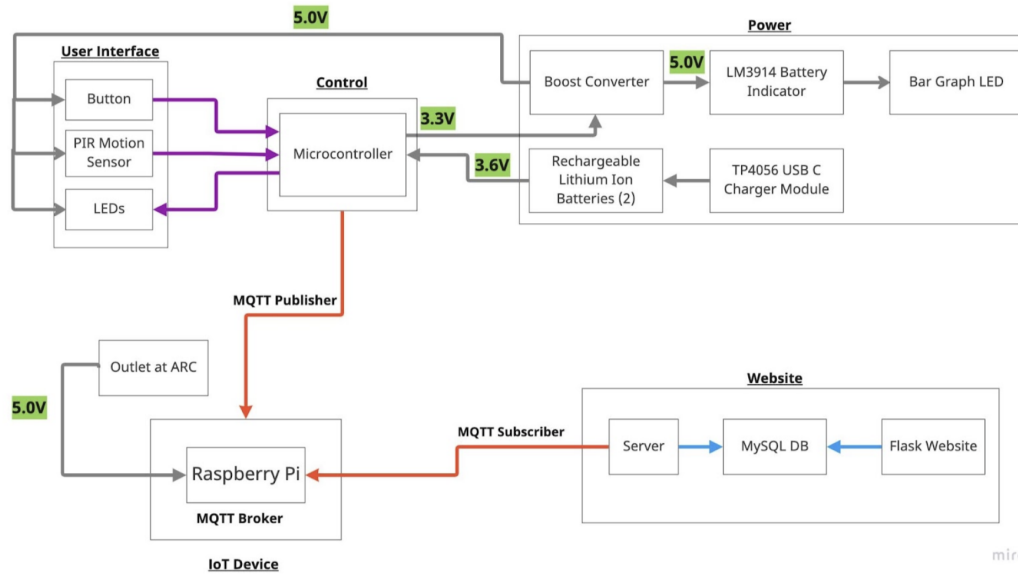 5.0V
Power
User Interface
Button
PIR Motion
Sensor
LEDs
Control
Microcontroller
3.3V
3.6V
Boost Converter
5.0V
LM3914 Battery
Indicator
Bar Graph LED
Rechargeable
Lithium Ion
Batteries (2)
TP4056 USB C
Charger Module
MQTT Publisher
Outlet at ARC
5.0V
Raspberry Pi
MQTT Broker
IoT Device
MQTT Subscriber
Website
Server
MySQL DB
Flask Website
mir